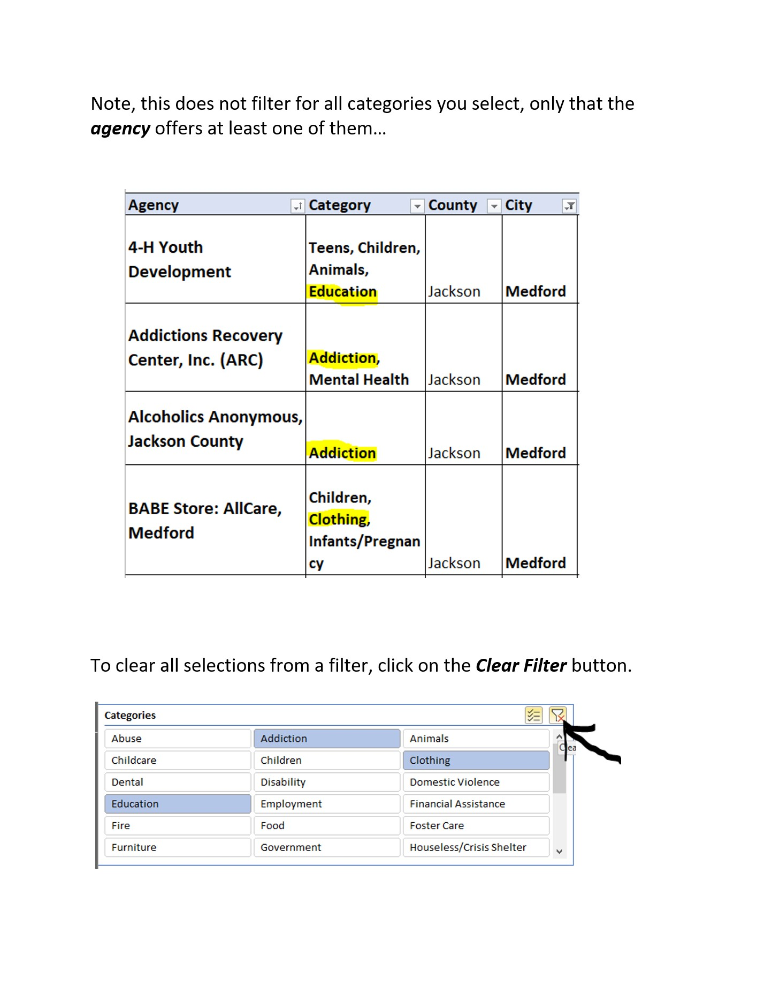 Note, this does not filter for all categories you select, only that the
agency offers at least one of them...
Agency Category County City
4-H Youth
Development
Teens, Children,
Animals,
Education
Jackson
Medford
Addictions Recovery
Center, Inc. (ARC)
Addiction,
Mental Health
Jackson
Medford
Alcoholics Anonymous,
Jackson County
Addiction
Jackson
Medford
BABE Store: AllCare,
Medford
Children,
Clothing,
Infants/Pregnan
cy
Jackson
Medford
To clear all selections from a filter, click on the Clear Filter button.
Categories
Abuse Addiction Animals
Clea
Childcare Children Clothing
Dental Disability Domestic Violence
Education Employment Financial Assistance
Fire Food Foster Care
Furniture Government Houseless/Crisis Shelter